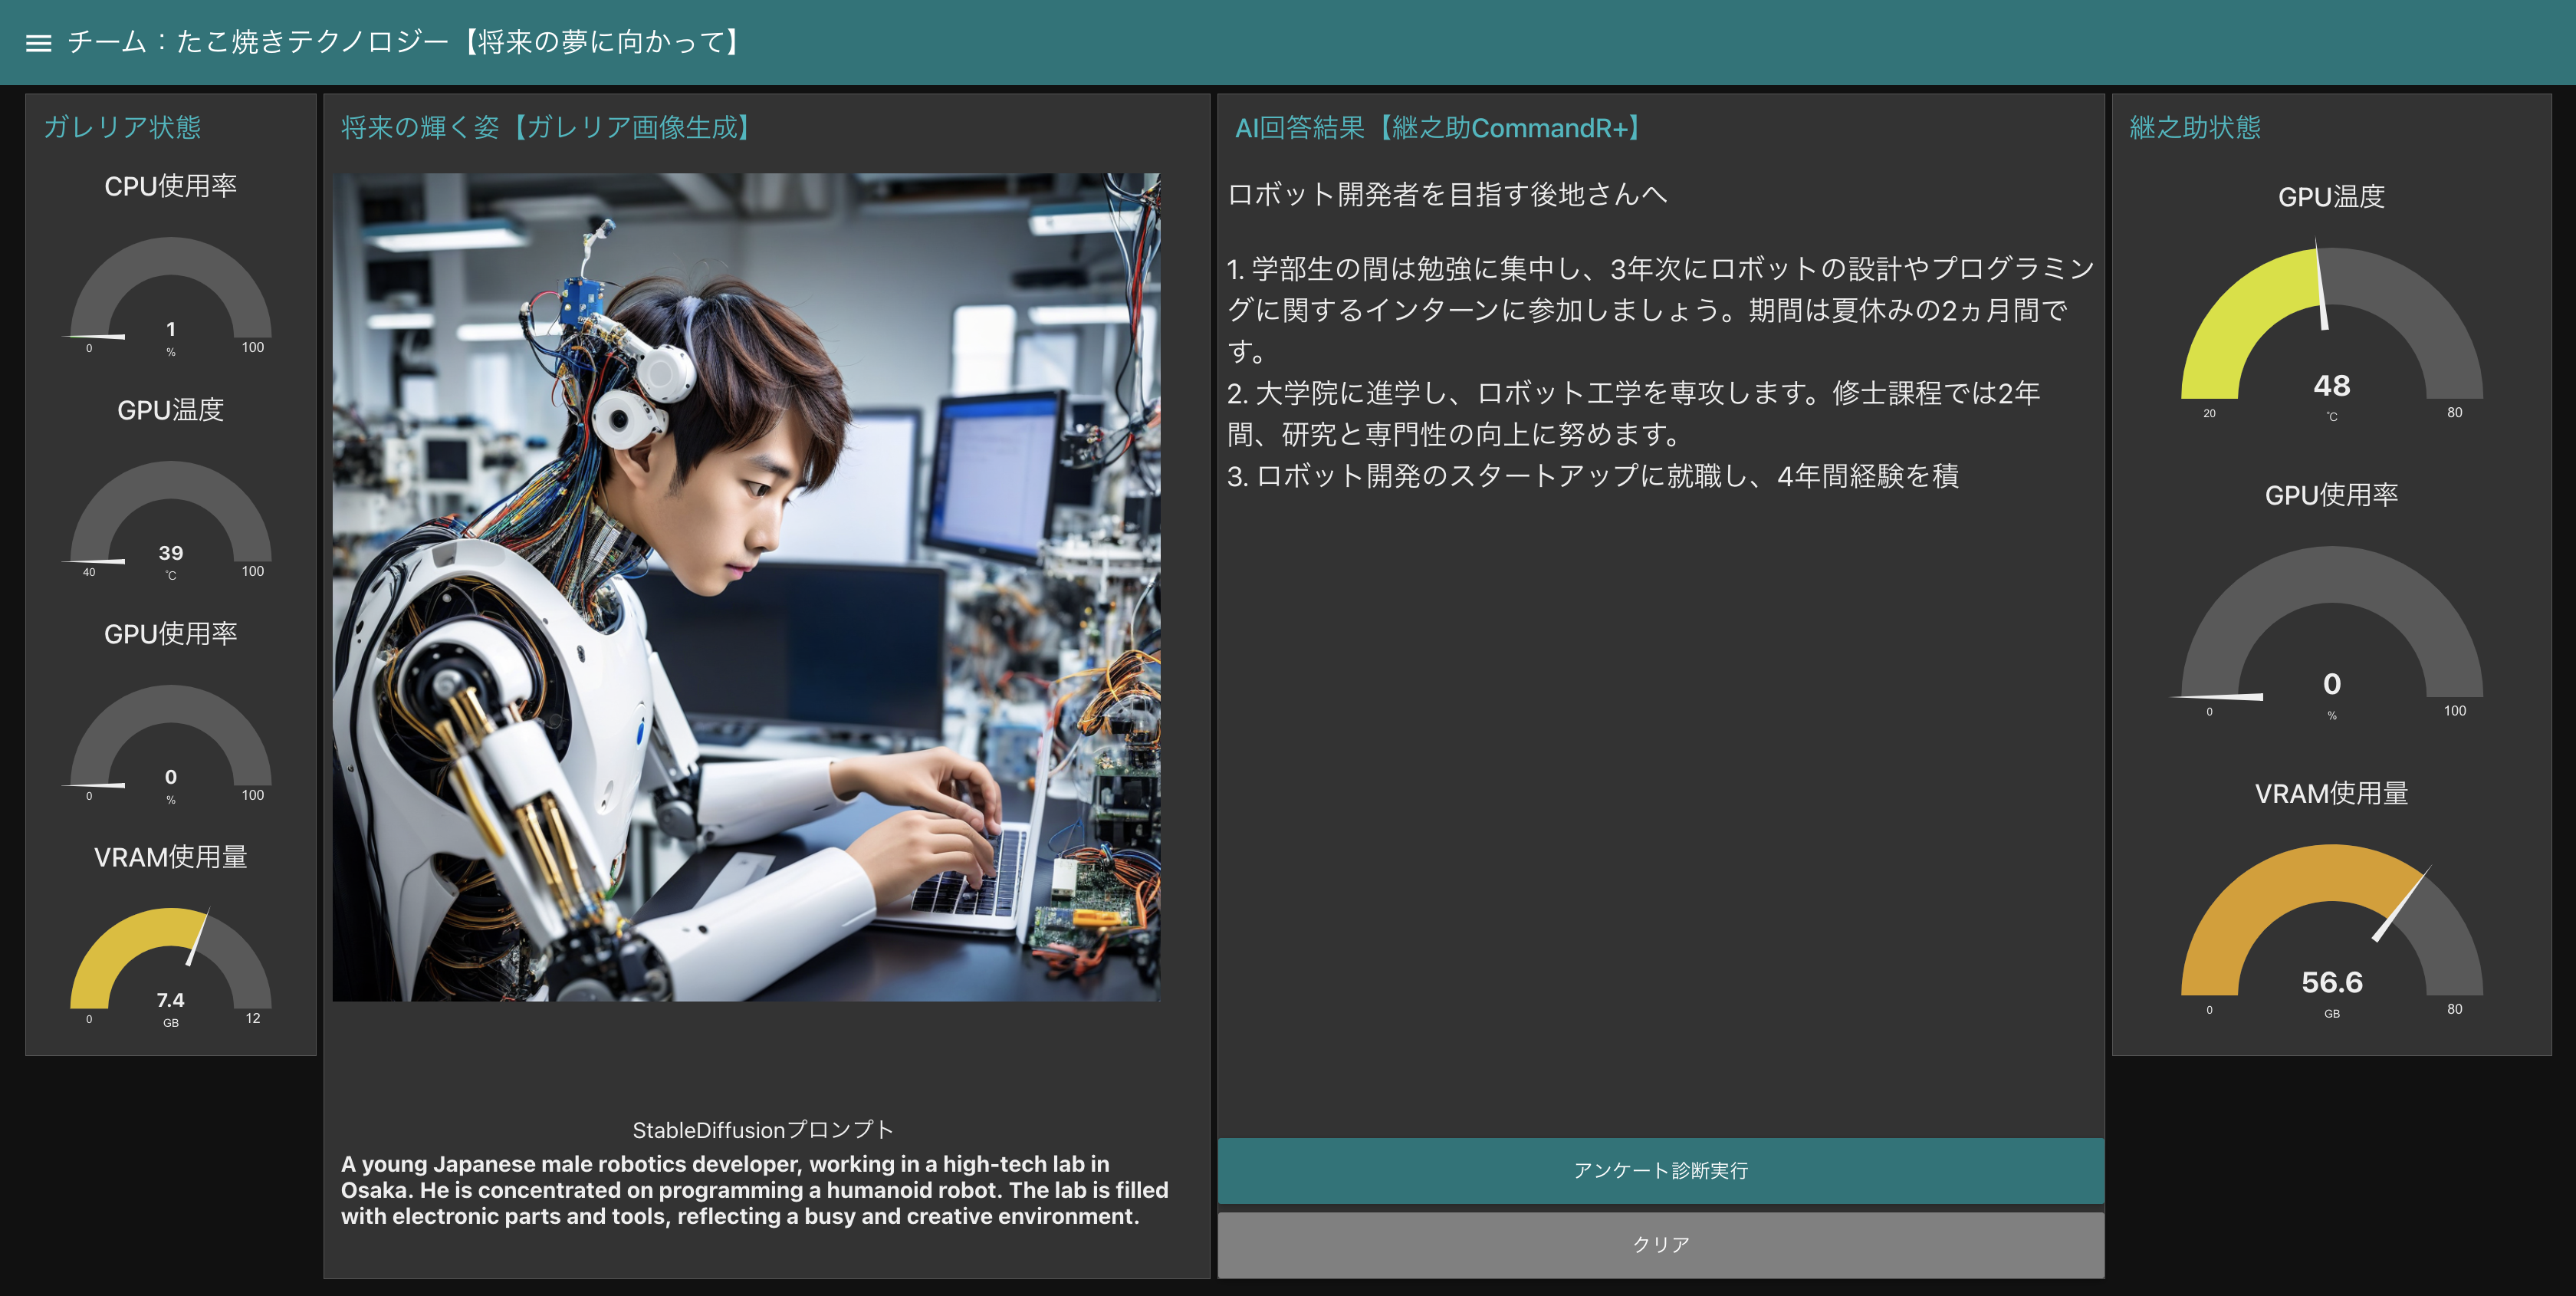 チーム：たこ焼きテクノロジー【将来の夢に向かって】
ガレリア状態
CPU使用率
1
%
0
100
GPU温度
39
℃
40
100
GPU使用率
0
%
0
100
VRAM使用量
7.4
GB
0
12
将来の輝く姿【ガレリア画像生成】
StableDiffusionプロンプト
A young Japanese male robotics developer, working in a high-tech lab in
Osaka. He is concentrated on programming a humanoid robot. The lab is filled
with electronic parts and tools, reflecting a busy and creative environment.
AI回答結果【継之助CommandR+】
ロボット開発者を目指す後地さんへ
1. 学部生の間は勉強に集中し、3年次にロボットの設計やプログラミン
グに関するインターンに参加しましょう。期間は夏休みの2ヵ月間で
す。
2. 大学院に進学し、ロボット工学を専攻します。修士課程では2年
間、研究と専門性の向上に努めます。
3. ロボット開発のスタートアップに就職し、4年間経験を積
アンケート診断実行
クリア
継之助状態
GPU温度
48
℃
20
80
GPU使用率
0
%
0
100
VRAM使用量
56.6
GB
0
80